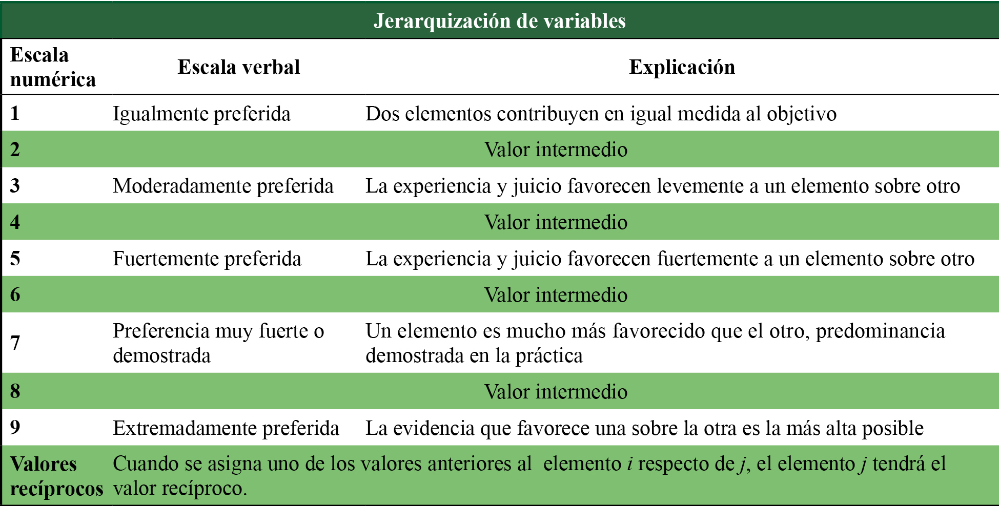 Jerarquización de variables
Escala numérica Escala verbal Explicación
1 Igualmente preferida Dos elementos contribuyen en igual medida al objetivo
2 Valor intermedio
3 Moderadamente preferida La experiencia y juicio favorecen levemente a un elemento sobre otro
4 Valor intermedio
5 Fuertemente preferida La experiencia y juicio favorecen fuertemente a un elemento sobre otro
6 Valor intermedio
7 Preferencia muy fuerte o demostrada Un elemento es mucho más favorecido que el otro, predominancia demostrada en la práctica
8 Valor intermedio
9 Extremadamente preferida La evidencia que favorece una sobre la otra es la más alta posible
Valores recíprocos Cuando se asigna uno de los valores anteriores al elemento i respecto de j, el elemento j tendrá el valor recíproco.